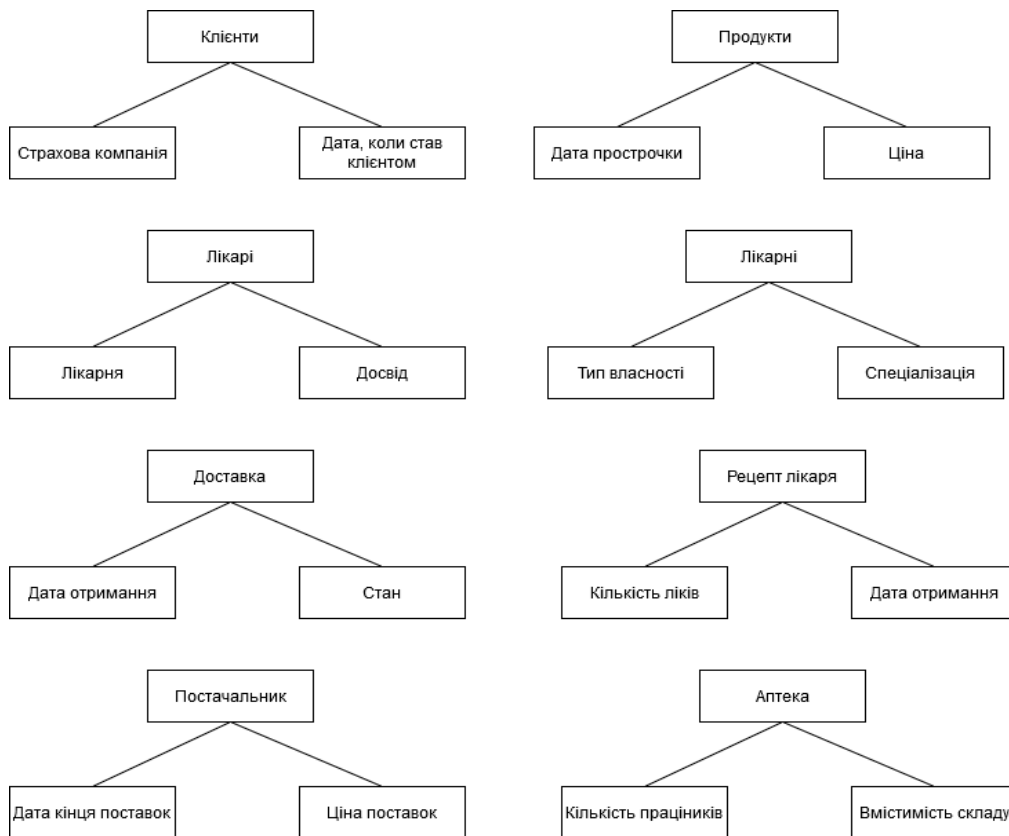 Клієнти
Продукти
Страхова компанія
Дата, коли став
клієнтом
Дата прострочки
Ціна
Лікарі
Лікарні
Лікарня
Досвід
Тип власності
Спеціалізація
Доставка
Рецепт лікаря
Дата отримання
Стан
Кількість ліків
Дата отримання
Постачальник
Аптека
Дата кінця поставок
Ціна поставок
Кількість праціників
Вмістимість складу